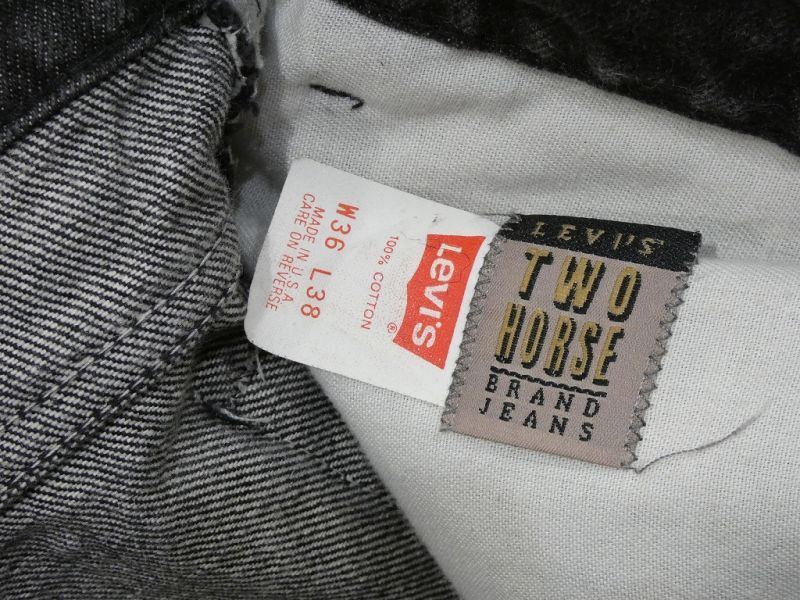 LEVI'S
®
100% COTTON
W36 L38
MADE IN U.S.A.
CARE ON REVERSE
LEVI'S
TWO
HORSE
BRAND
JEANS